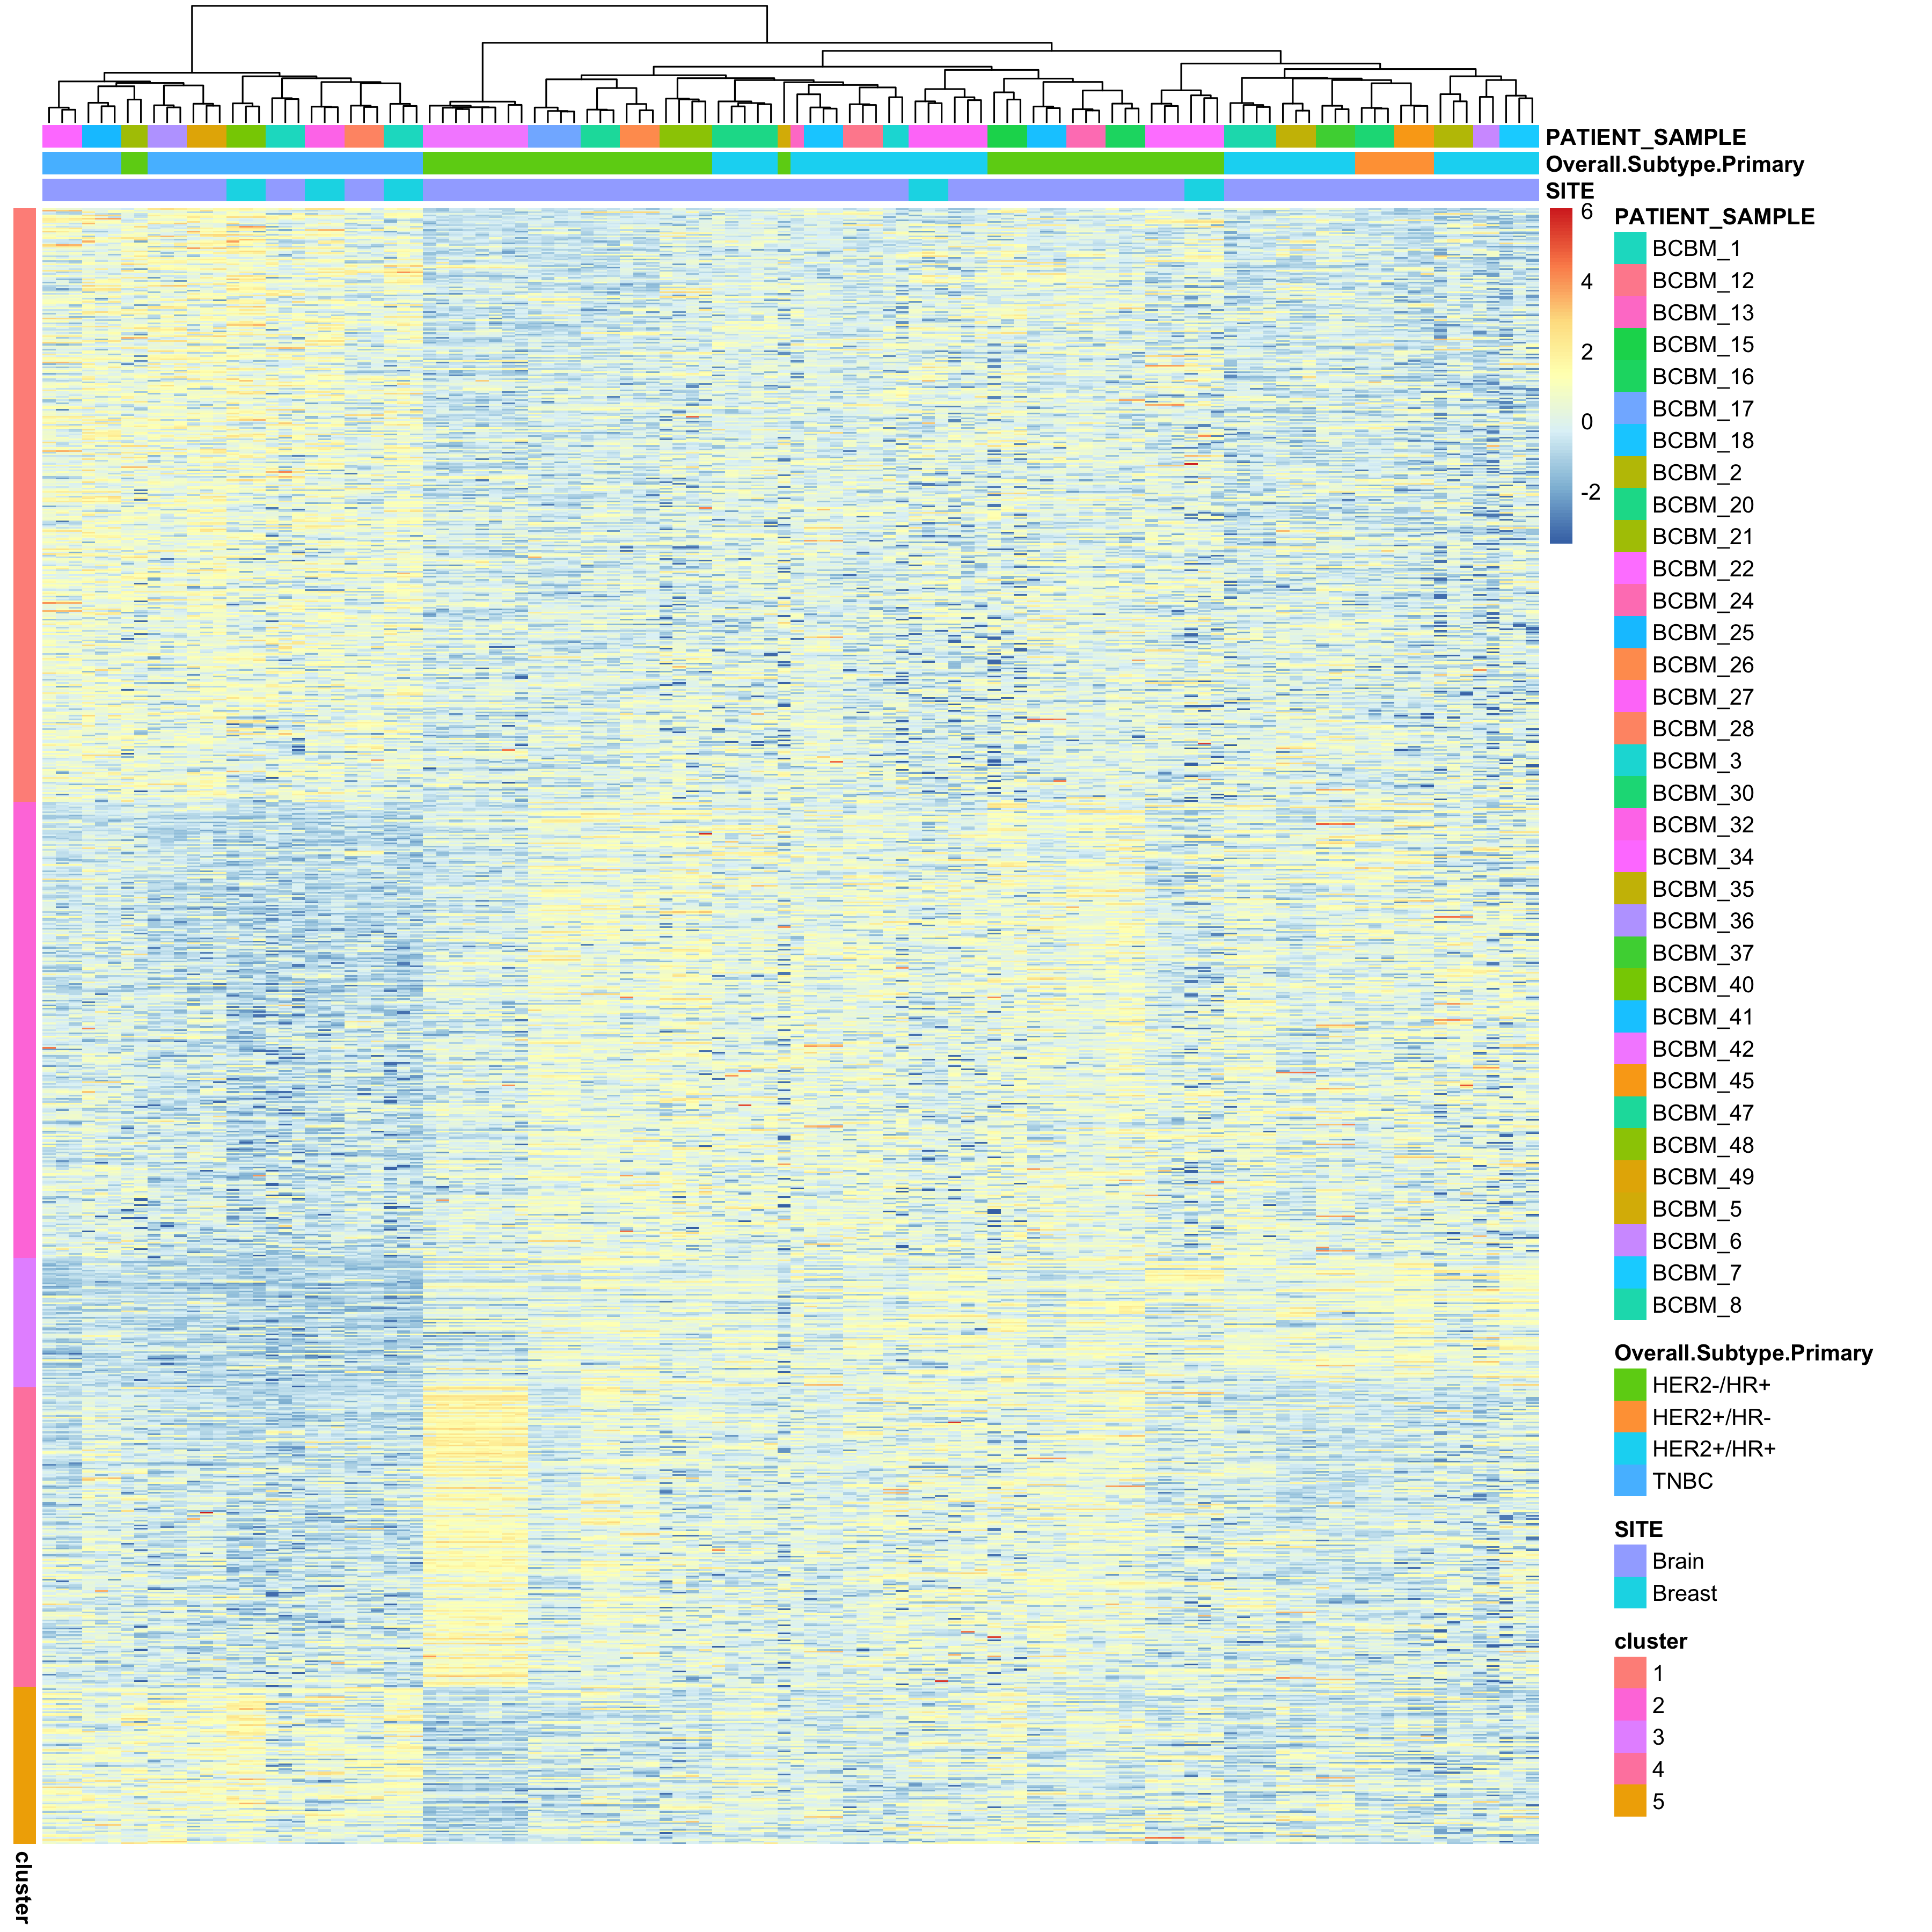 PATIENT_SAMPLE
Overall.Subtype.Primary
SITE
6
4
2
0
-2
PATIENT_SAMPLE
BCBM_1
BCBM_12
BCBM_13
BCBM_15
BCBM_16
BCBM_17
BCBM_18
BCBM_2
BCBM_20
BCBM_21
BCBM_22
BCBM_24
BCBM_25
BCBM_26
BCBM_27
BCBM_28
BCBM_3
BCBM_30
BCBM_32
BCBM_34
BCBM_35
BCBM_36
BCBM_37
BCBM_40
BCBM_41
BCBM_42
BCBM_45
BCBM_47
BCBM_48
BCBM_49
BCBM_5
BCBM_6
BCBM_7
BCBM_8
Overall.Subtype.Primary
HER2-/HR+
HER2+/HR-
HER2+/HR+
TNBC
SITE
Brain
Breast
cluster
1
2
3
4
5
cluster